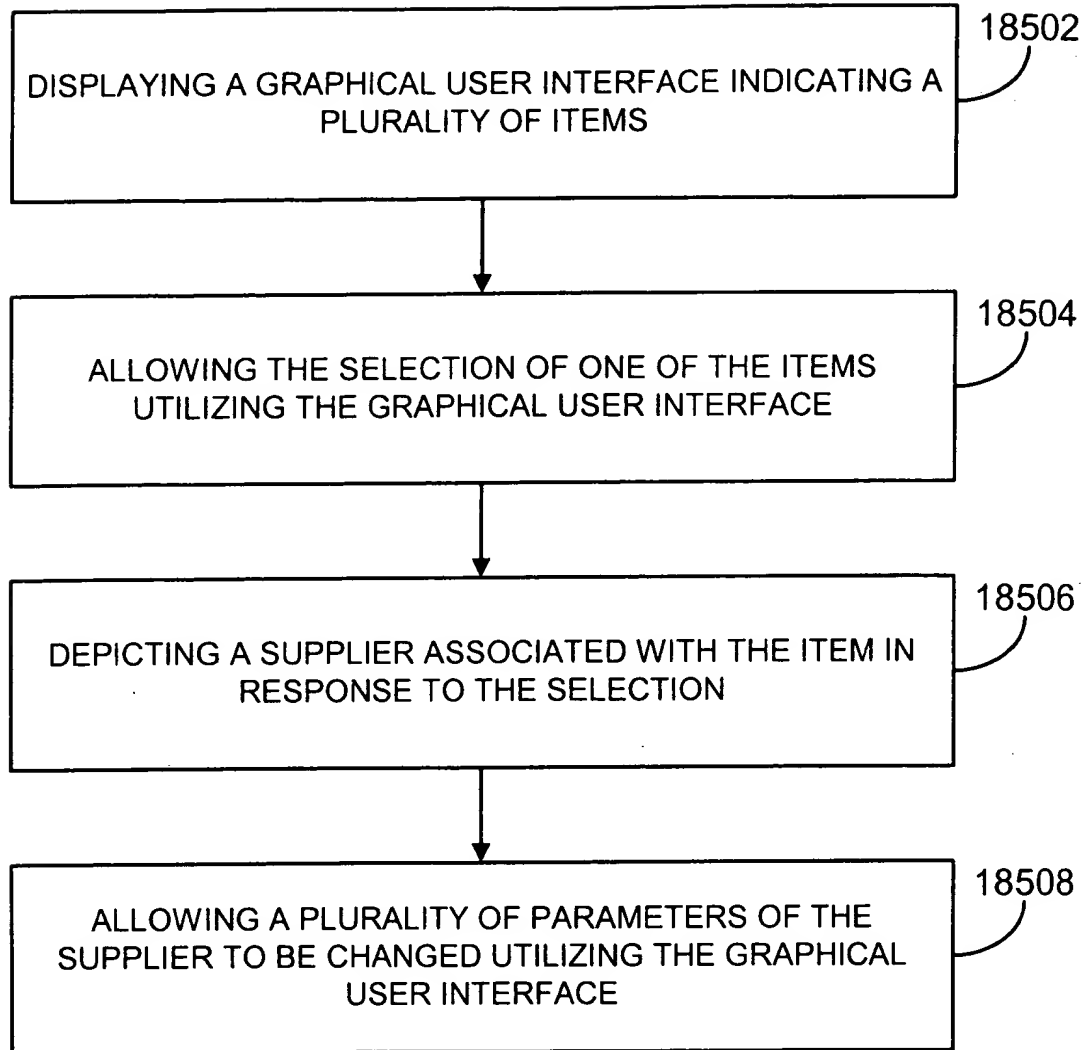 18502
DISPLAYING A GRAPHICAL USER INTERFACE INDICATING A
PLURALITY OF ITEMS
18504
ALLOWING THE SELECTION OF ONE OF THE ITEMS
UTILIZING THE GRAPHICAL USER INTERFACE
18506
DEPICTING A SUPPLIER ASSOCIATED WITH THE ITEM IN
RESPONSE TO THE SELECTION
18508
ALLOWING A PLURALITY OF PARAMETERS OF THE
SUPPLIER TO BE CHANGED UTILIZING THE GRAPHICAL
USER INTERFACE